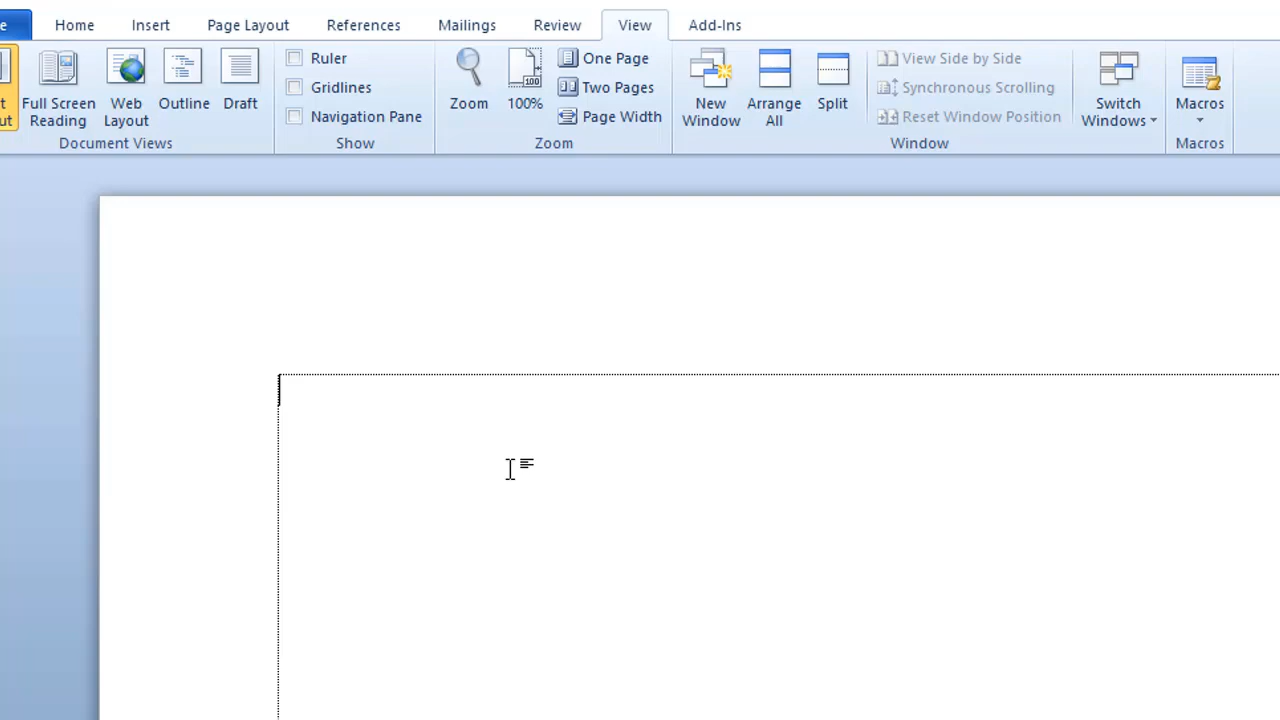 e Home Insert Page Layout References Mailings Review View Add-Ins
t
ut
Full Screen
Reading
Web
Layout
Outline
Draft
Document Views
Ruler
Gridlines
Navigation Pane
Show
Zoom
100
100%
One Page
Two Pages
Page Width
Zoom
New
Window
Arrange
All
Split
View Side by Side
Synchronous Scrolling
Reset Window Position
Window
Switch
Windows
Macros
Macros